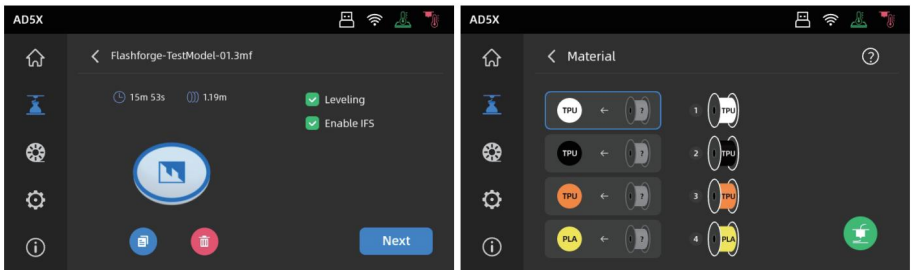 AD5X
Flashforge-TestModel-01.3mf
15m 53s
1.19m
Leveling
Enable IFS
Next
AD5X
Material
?
TPU ← ? 1 TPU
TPU ← ? 2 TPU
TPU ← ? 3 TPU
PLA ← ? 4 PLA